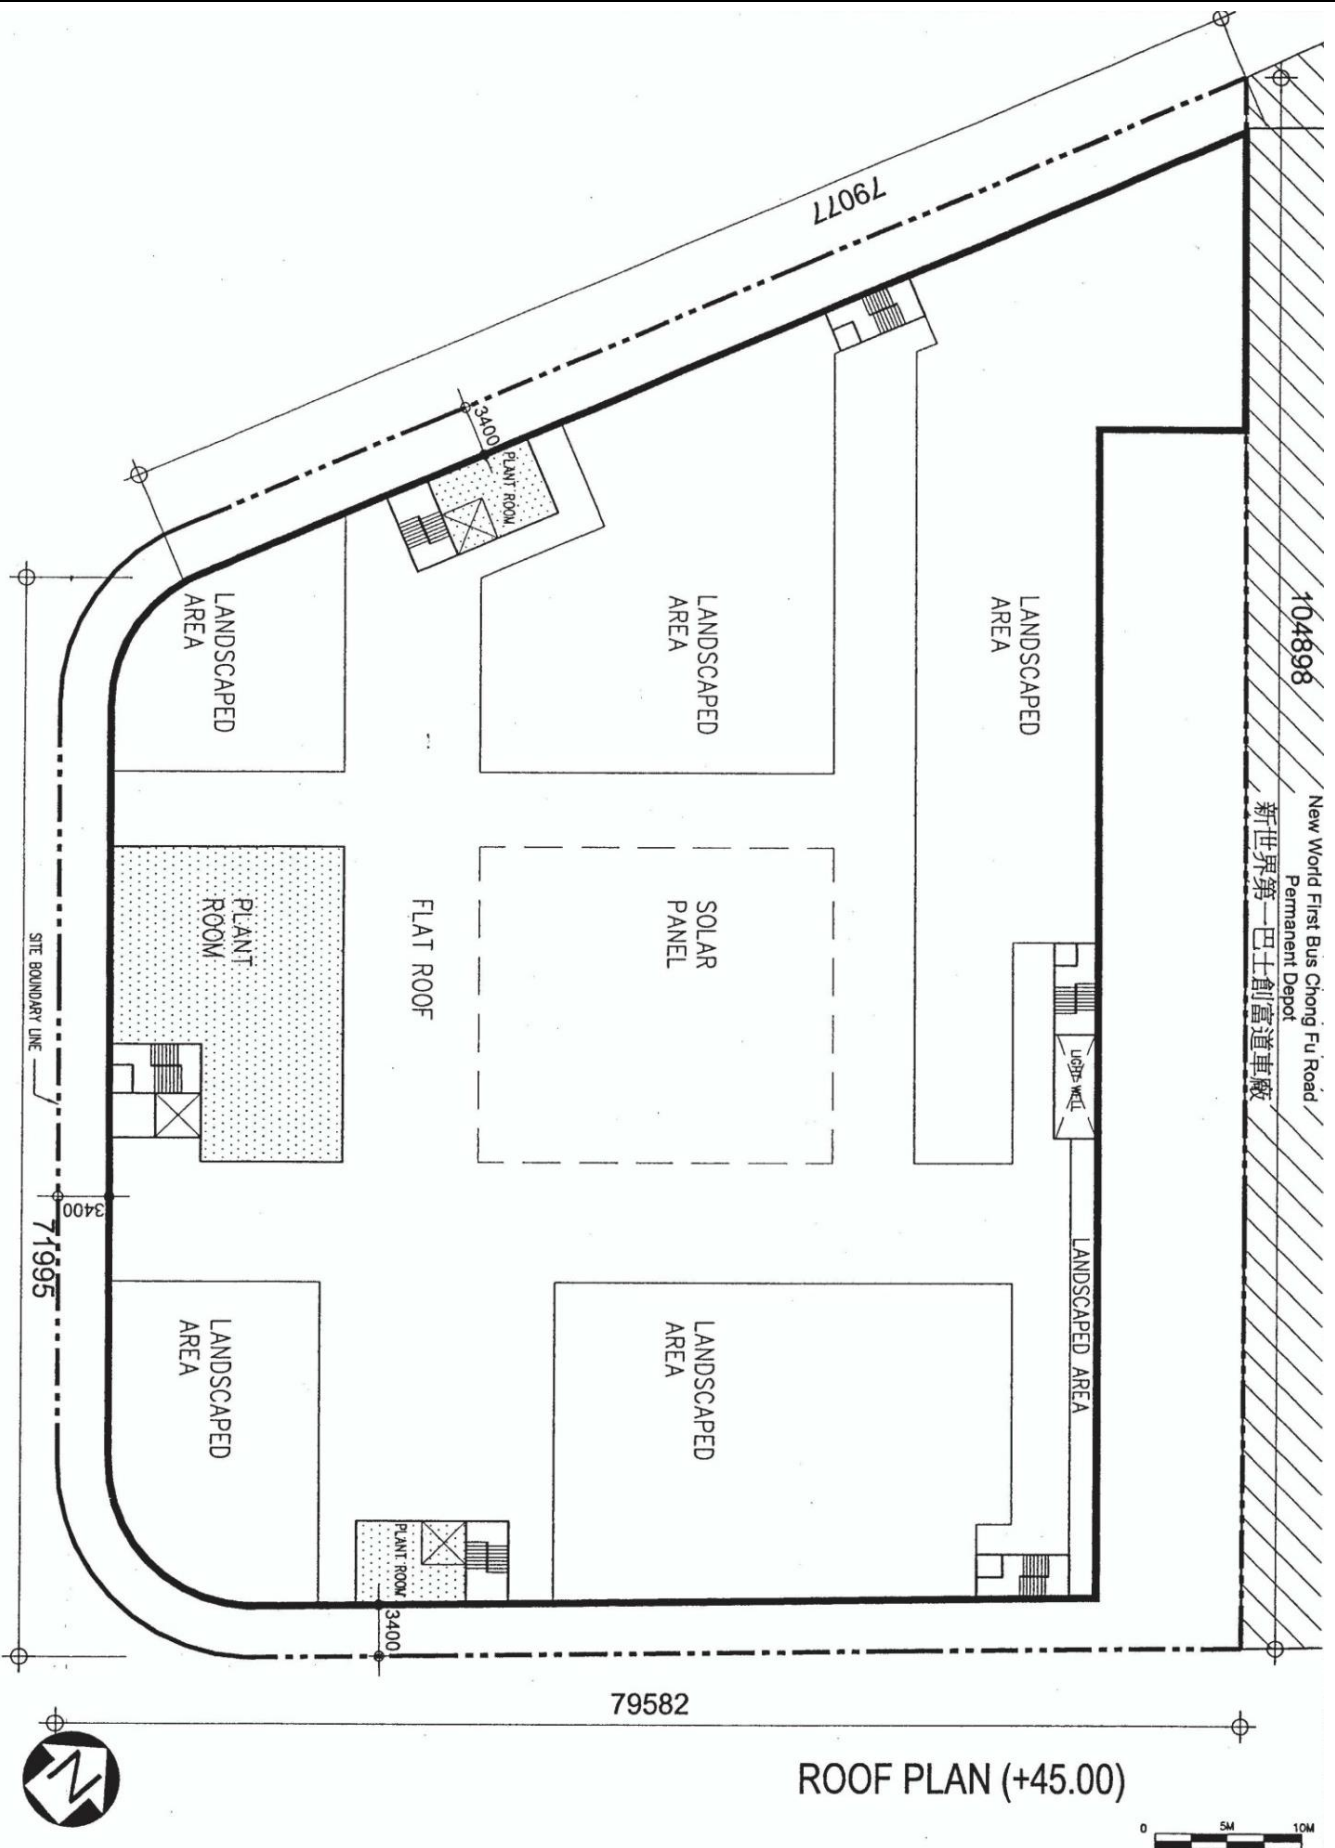 79077
3400
PLANT ROOM
LANDSCAPED
AREA
LANDSCAPED
AREA
LANDSCAPED
AREA
104898
New World First Bus Chong Fu Road
Permanent Depot
新世界第一巴士創富道車廠
PLANT
ROOM
FLAT ROOF
SOLAR
PANEL
LIGHT WELL
SITE BOUNDARY LINE
3400
71995
LANDSCAPED
AREA
LANDSCAPED
AREA
LANDSCAPED AREA
PLANT ROOM
3400
79582
N
ROOF PLAN (+45.00)
0 5M 10M